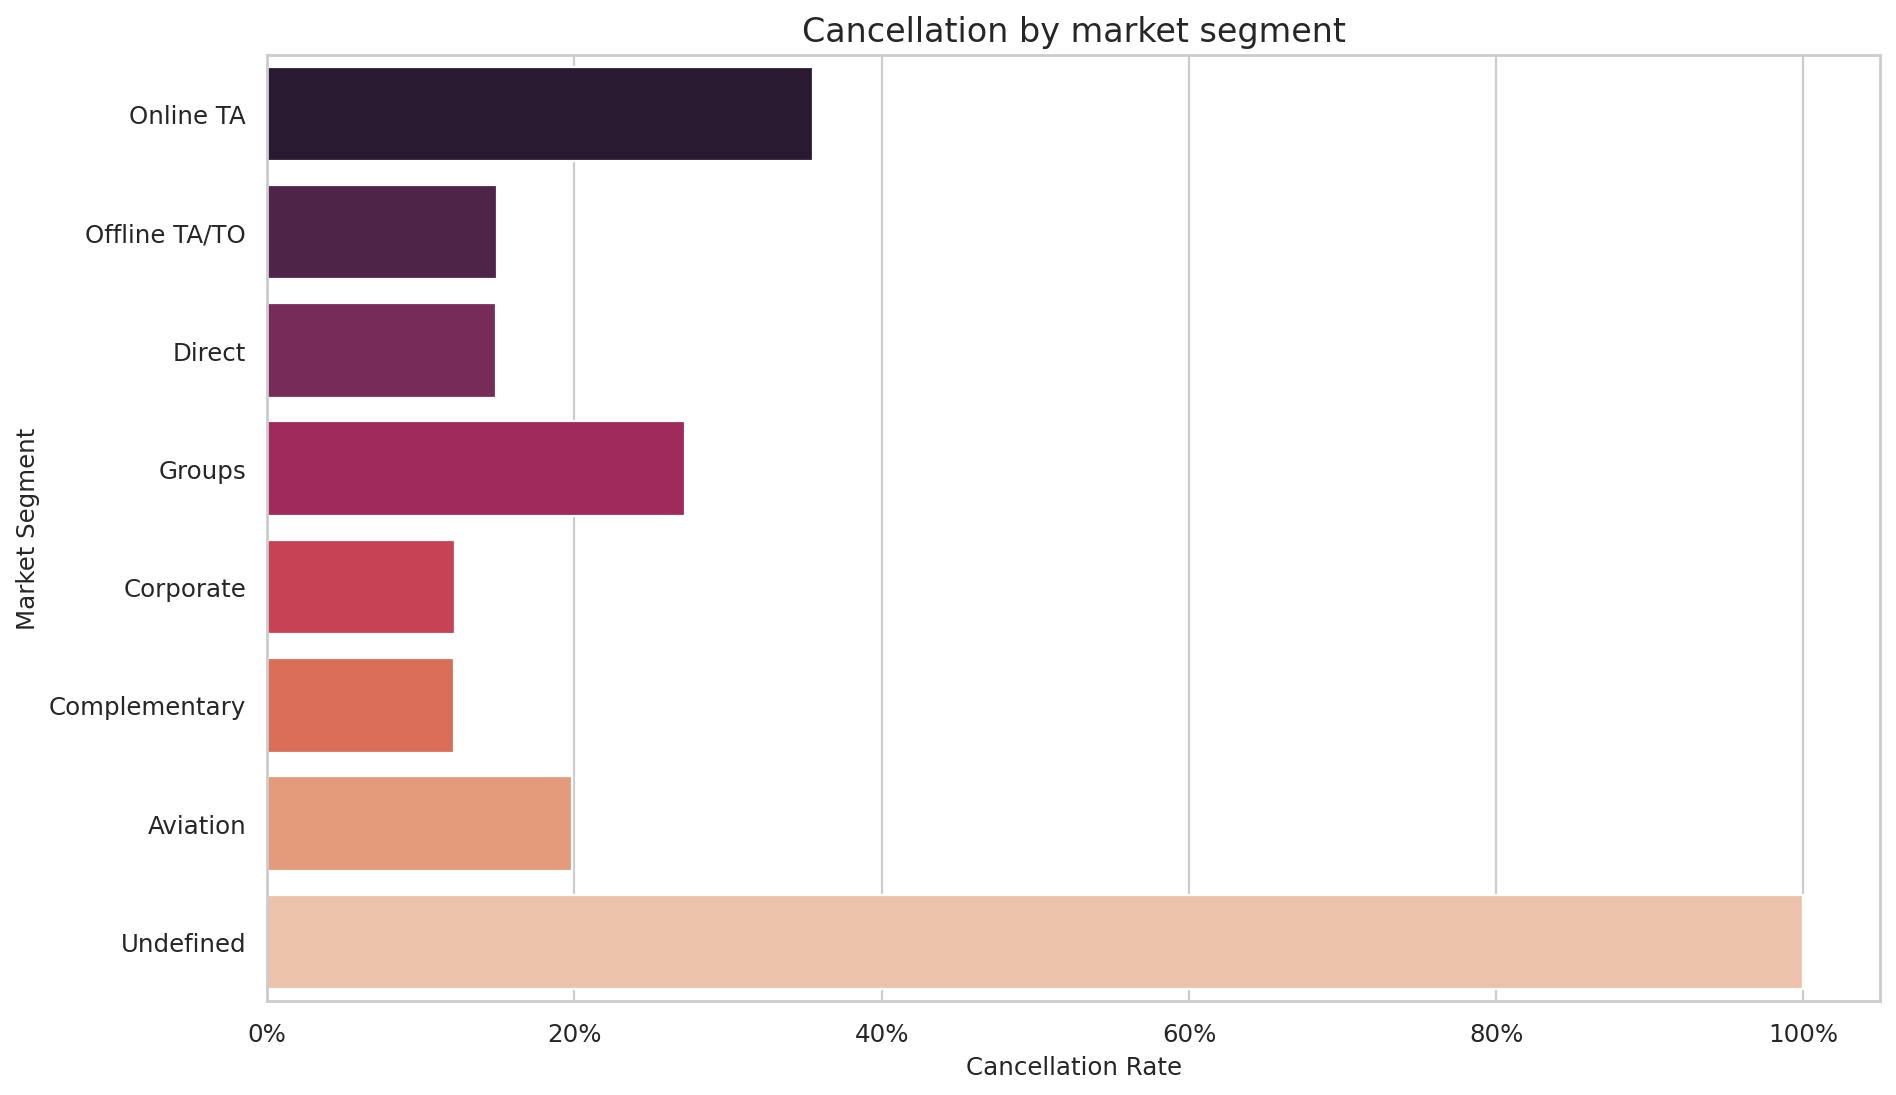 Cancellation by market segment
Online TA
Offline TA/TO
Direct
Groups
Corporate
Complementary
Aviation
Undefined
Market Segment
0% 20% 40% 60% 80% 100%
Cancellation Rate